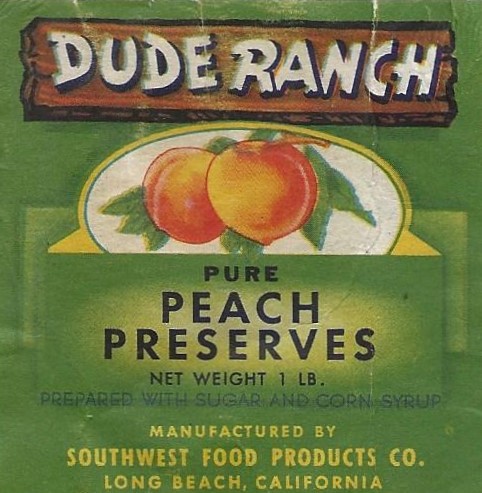 DUDE RANCH
PURE
PEACH
PRESERVES
NET WEIGHT 1 LB.
PREPARED WITH SUGAR AND CORN SYRUP
MANUFACTURED BY
SOUTHWEST FOOD PRODUCTS CO.
LONG BEACH, CALIFORNIA